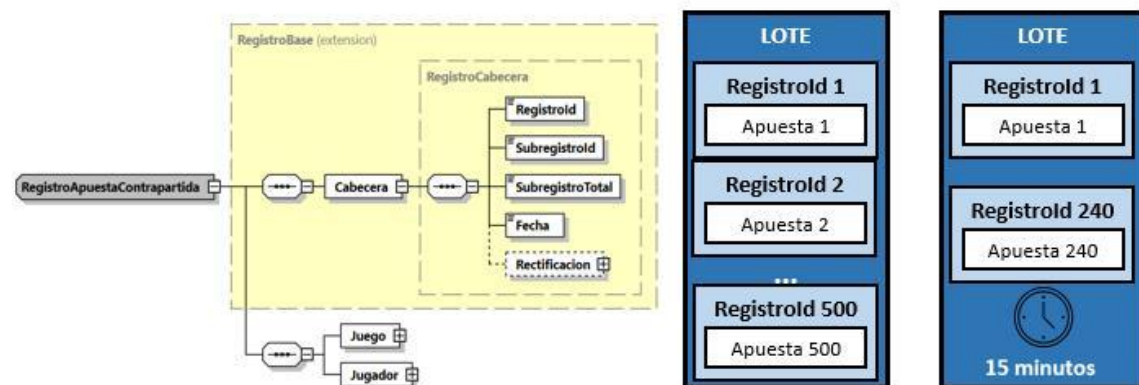 RegistroBase (extension)
RegistroCabecera
RegistroId
SubregistroId
RegistroApuestaContrapartida
Cabecera
SubregistroTotal
Fecha
Rectificacion
Juego
Jugador
LOTE
RegistroId 1
Apuesta 1
RegistroId 2
Apuesta 2
...
RegistroId 500
Apuesta 500
LOTE
RegistroId 1
Apuesta 1
RegistroId 240
Apuesta 240
15 minutos